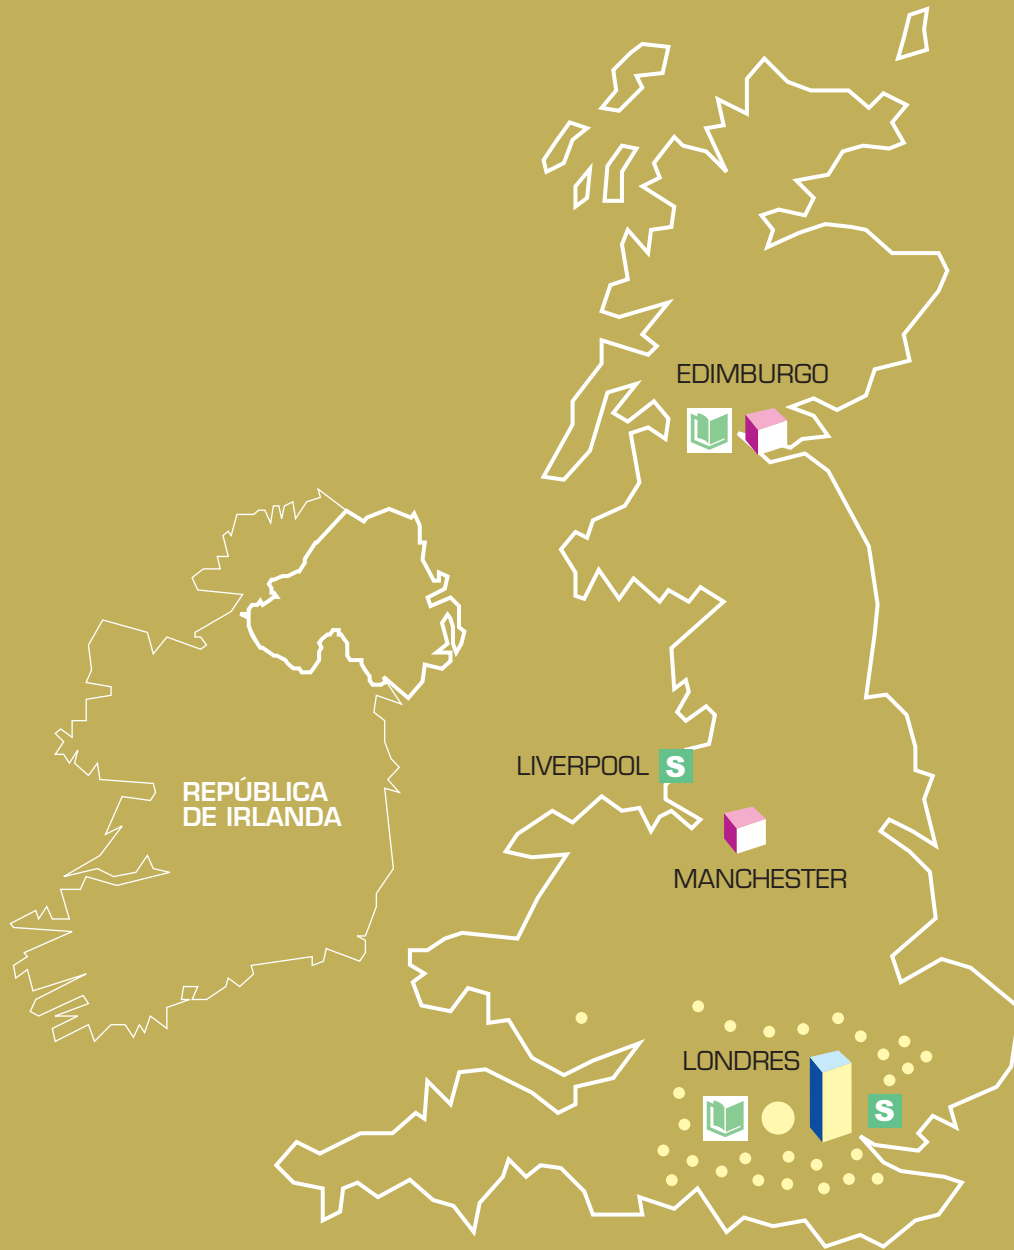 EDIMBURGO
LIVERPOOL S
REPÚBLICA
DE IRLANDA
MANCHESTER
LONDRES
S